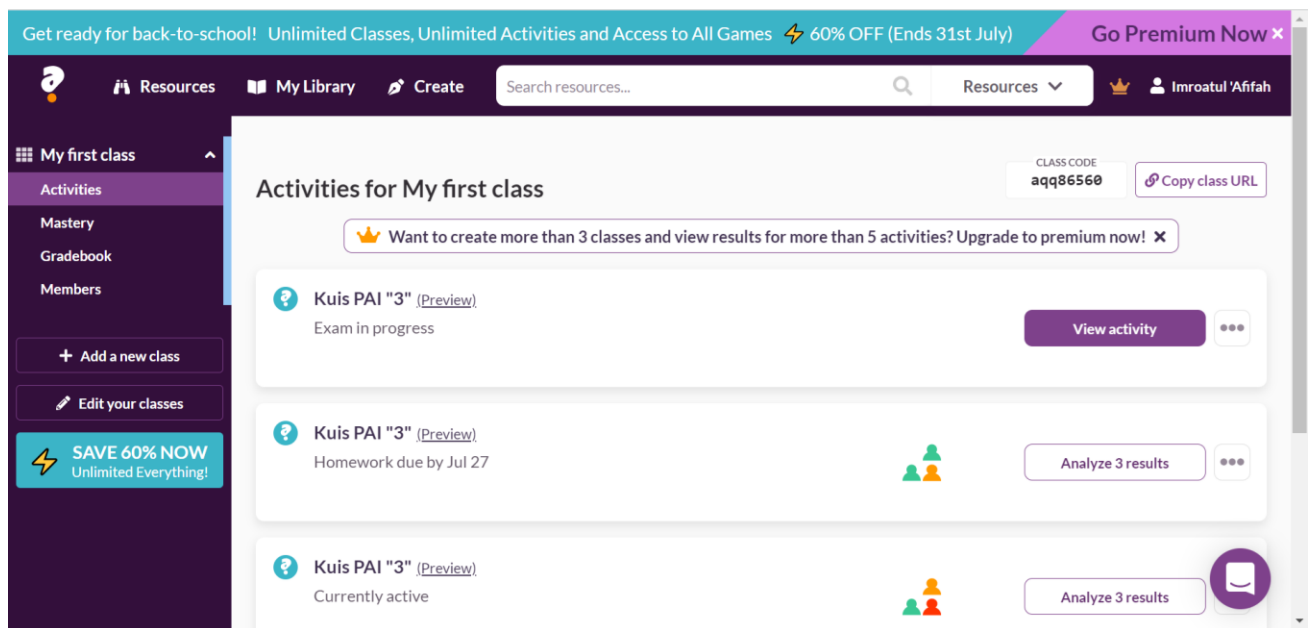 Get ready for back-to-school! Unlimited Classes, Unlimited Activities and Access to All Games 60% OFF (Ends 31st July) Go Premium Now ×
Resources My Library Create Search resources... Resources Imroatul 'Afifah
My first class
Activities
Mastery
Gradebook
Members
+ Add a new class
Edit your classes
SAVE 60% NOW
Unlimited Everything!
Activities for My first class
CLASS CODE
aqq86560
Copy class URL
Want to create more than 3 classes and view results for more than 5 activities? Upgrade to premium now! ×
Kuis PAI "3" (Preview)
Exam in progress
View activity
Kuis PAI "3" (Preview)
Homework due by Jul 27
Analyze 3 results
Kuis PAI "3" (Preview)
Currently active
Analyze 3 results